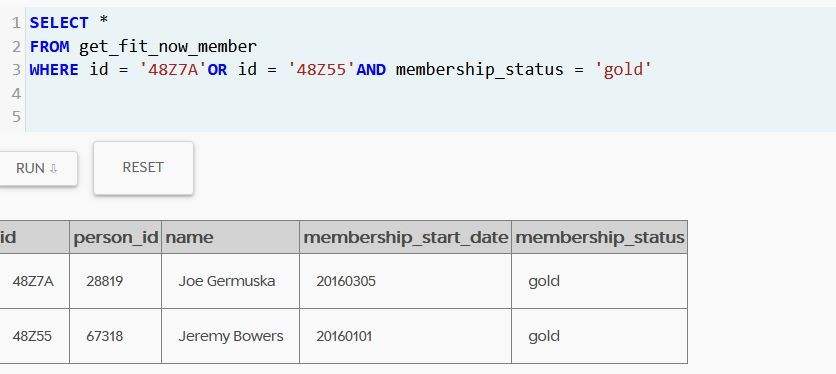 1 SELECT *
2 FROM get_fit_now_member
3 WHERE id = '48Z7A'OR id = '48Z55'AND membership_status = 'gold'
4
5
RUN ⇩ RESET
id person_id name membership_start_date membership_status
48Z7A 28819 Joe Germuska 20160305 gold
48Z55 67318 Jeremy Bowers 20160101 gold